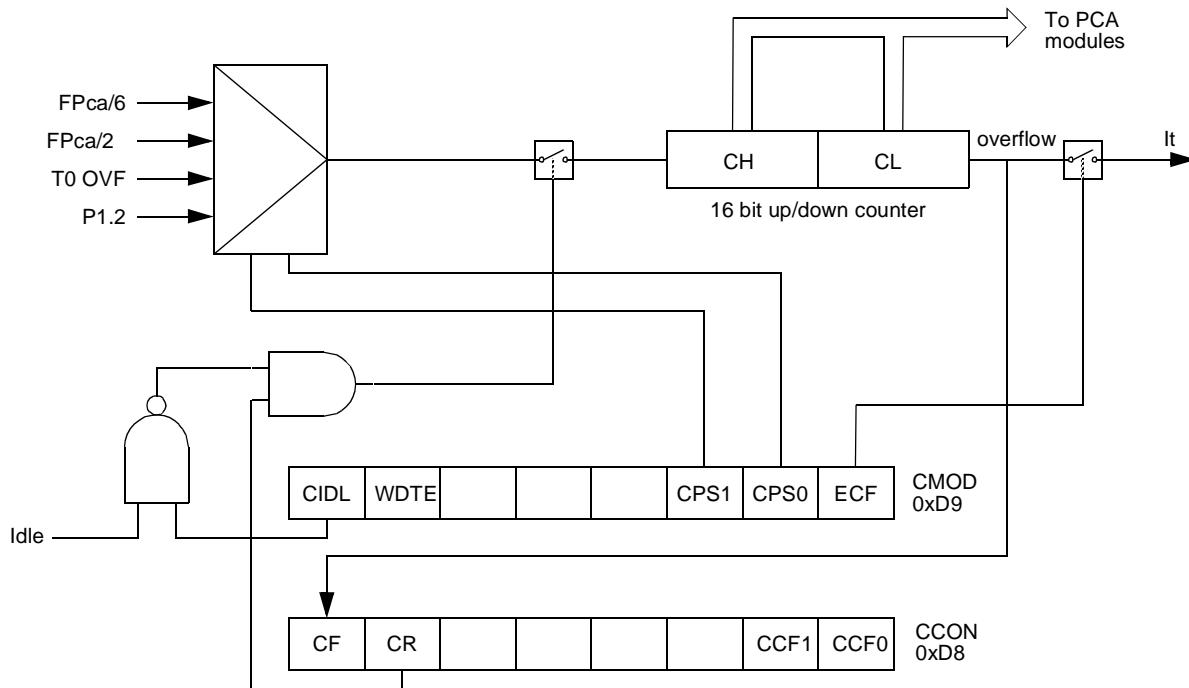 To PCA
modules
FPca/6
FPca/2
T0 OVF
P1.2
CH
CL
overflow
It
16 bit up/down counter
CIDL
WDTE
CPS1
CPS0
ECF
CMOD
0xD9
Idle
CF
CR
CCF1
CCF0
CCON
0xD8